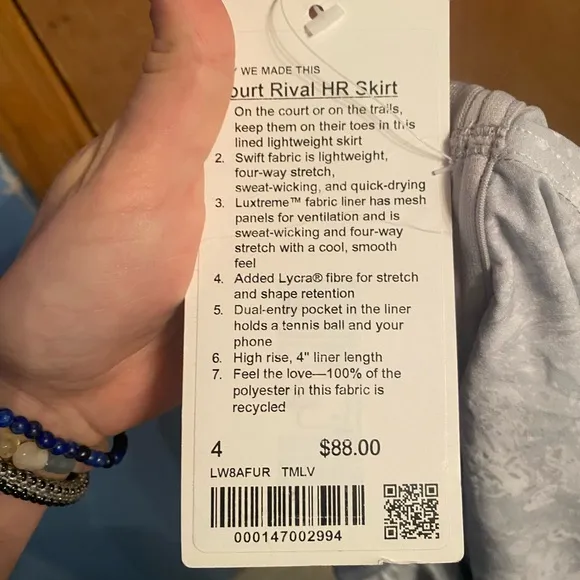 WE MADE THIS
ourt Rival HR Skirt
On the court or on the trails,
keep them on their toes in this
lined lightweight skirt
2. Swift fabric is lightweight,
four-way stretch,
sweat-wicking, and quick-drying
3. Luxtreme™ fabric liner has mesh
panels for ventilation and is
sweat-wicking and four-way
stretch with a cool, smooth
feel
4. Added Lycra® fibre for stretch
and shape retention
5. Dual-entry pocket in the liner
holds a tennis ball and your
phone
6. High rise, 4" liner length
7. Feel the love—100% of the
polyester in this fabric is
recycled
4 $88.00
LW8AFUR TMLV
000147002994